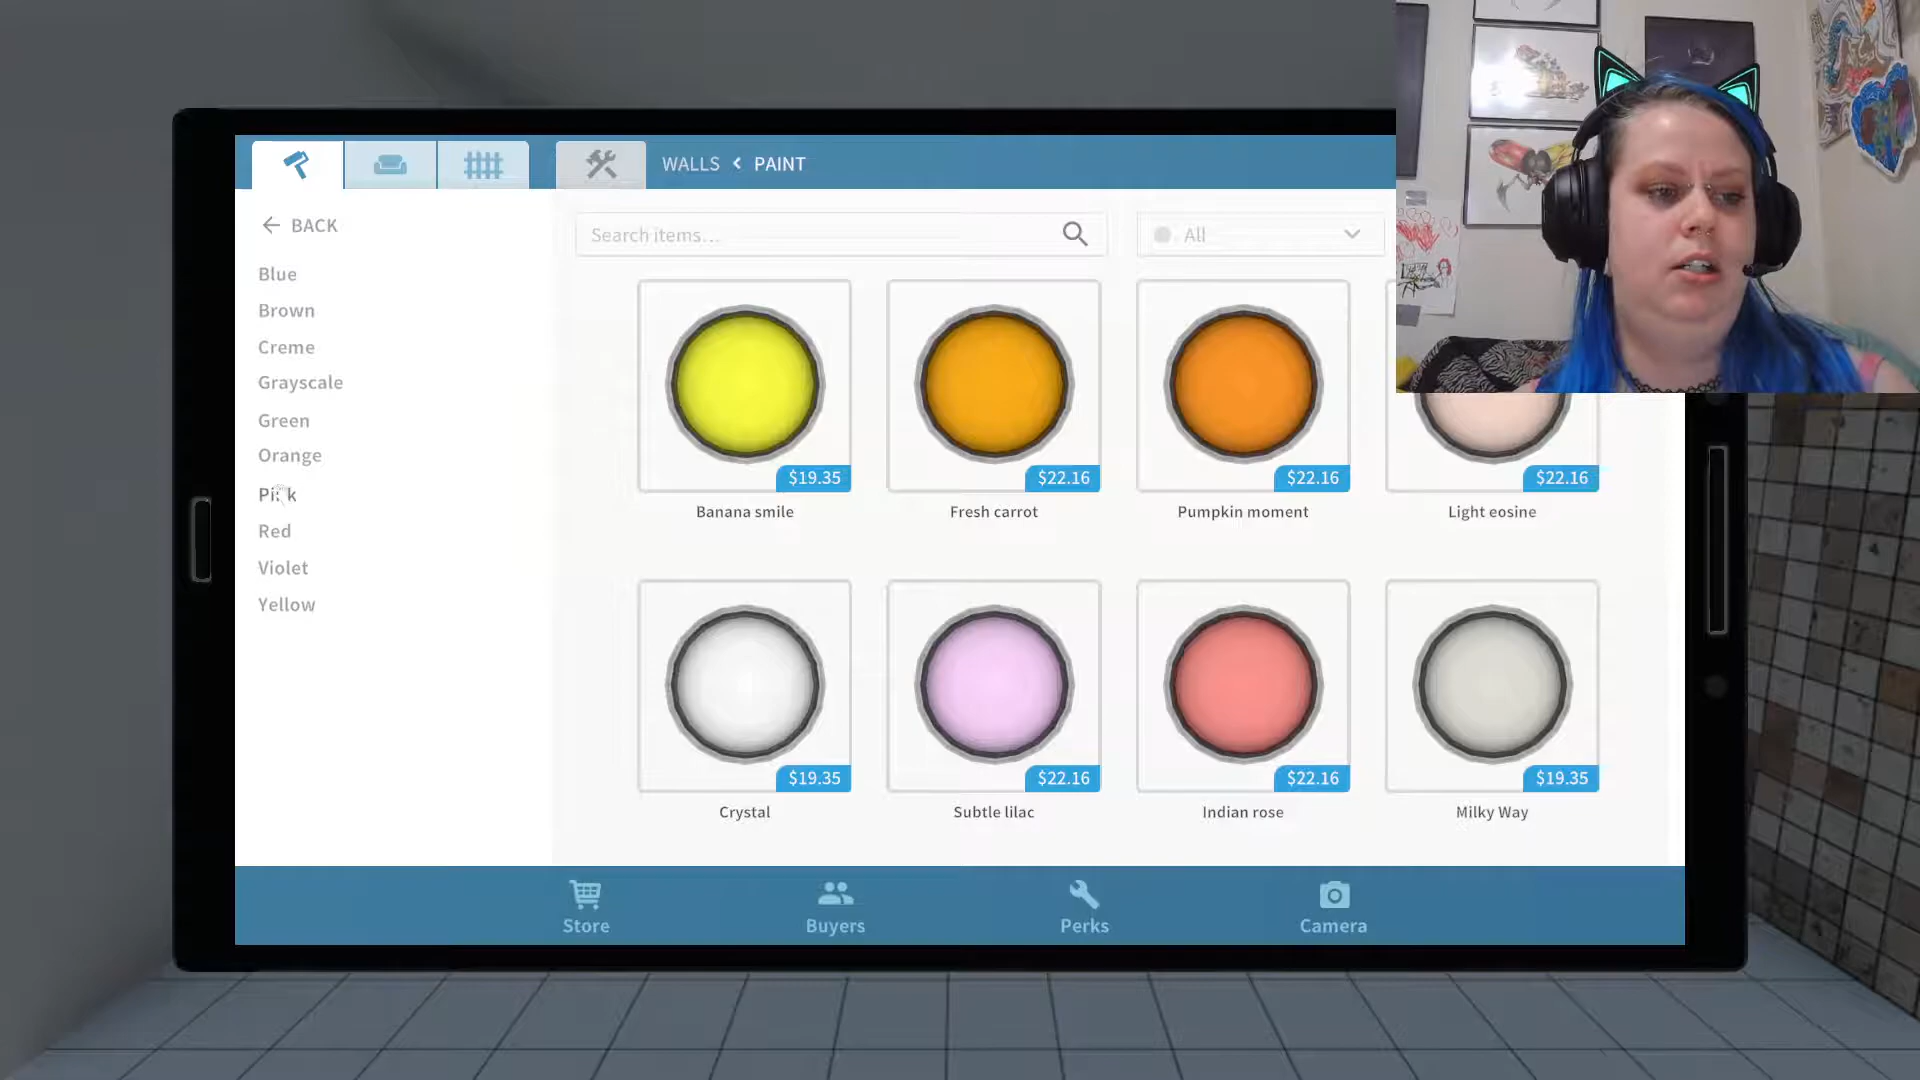 WALLS < PAINT
BACK
Search items...
All
Blue
Brown
Creme
Grayscale
Green
Orange
Pink
Red
Violet
Yellow
$19.35
$22.16
$22.16
$22.16
Banana smile
Fresh carrot
Pumpkin moment
Light eosine
$19.35
$22.16
$22.16
$19.35
Crystal
Subtle lilac
Indian rose
Milky Way
Store
Buyers
Perks
Camera